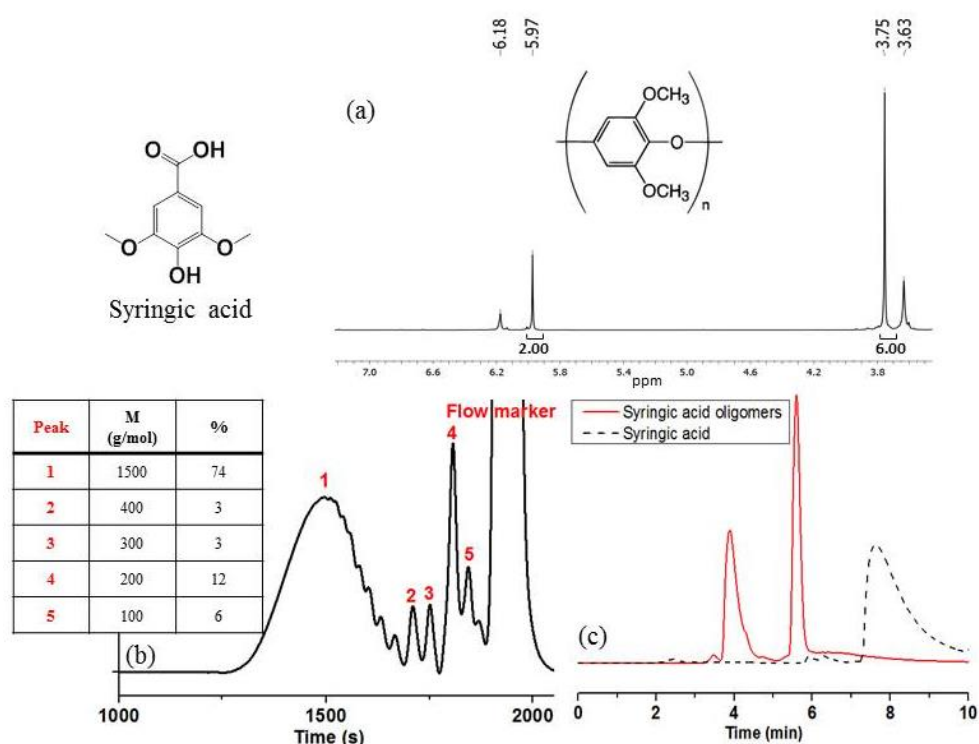 6.18
5.97
3.75
3.63
(a)
OCH3
O
OCH3
n
O
OH
O
O
OH
Syringic acid
2.00
6.00
7.0
6.6
6.2
5.8
5.4
5.0
4.6
4.2
3.8
ppm
Peak M (g/mol) %
1 1500 74
2 400 3
3 300 3
4 200 12
5 100 6
Flow marker
1
2
3
4
5
(b)
1000
1500
2000
Time (s)
Syringic acid oligomers
Syringic acid
(c)
0
2
4
6
8
10
Time (min)